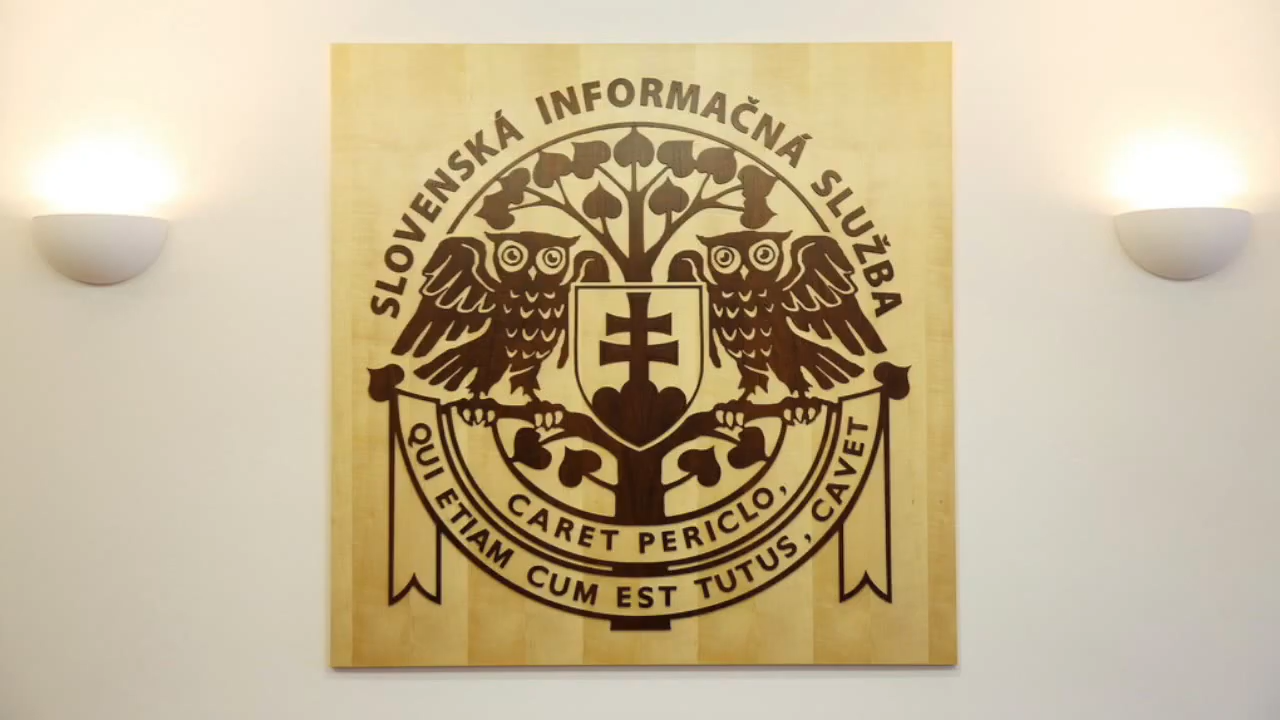 SLOVENSKÁ INFORMAČNÁ SLUŽBA
CARET PERICLO,
QUI ETIAM CUM EST TUTUS, CAVET